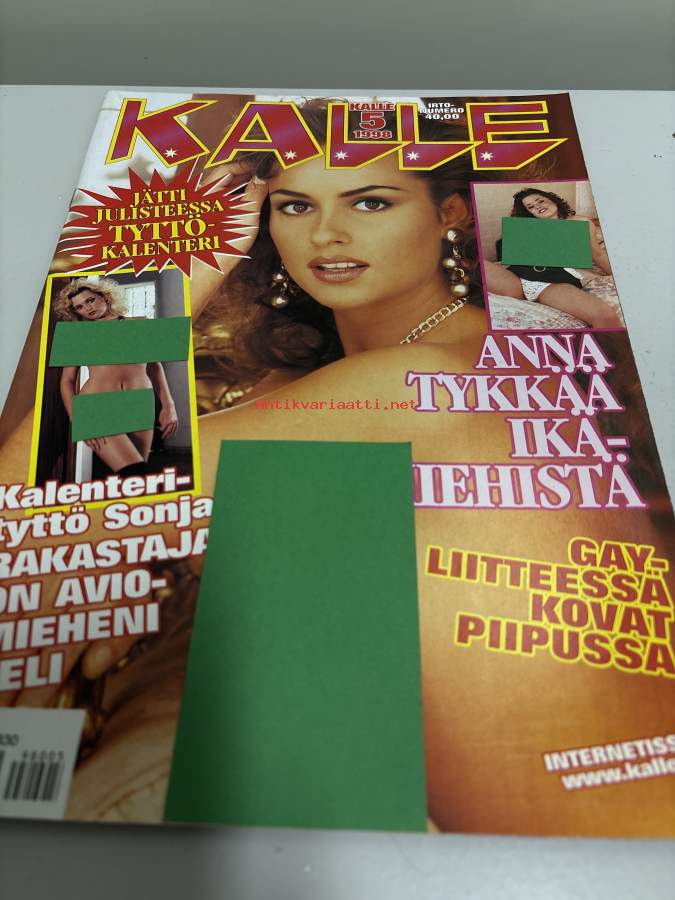 KALLE
KALLE
5
1998
IRTO-
NUMERO
40,00
JÄTTI
JULISTEESSA
TYTTÖ-
KALENTERI
antikvariaatti.net
ANNA
TYKKÄÄ
IKÄ-
IEHISTÄ
Kalenteri-
tyttö Sonja
RAKASTAJA
ON AVIO-
MIEHENI
ELI
GAY-
LIITTEESSÄ
KOVAT
PIIPUSSA
98005
INTERNETISS
www.kalle